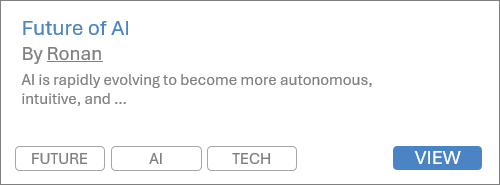 Future of AI
By Ronan
AI is rapidly evolving to become more autonomous,
intuitive, and ...
FUTURE AI TECH VIEW